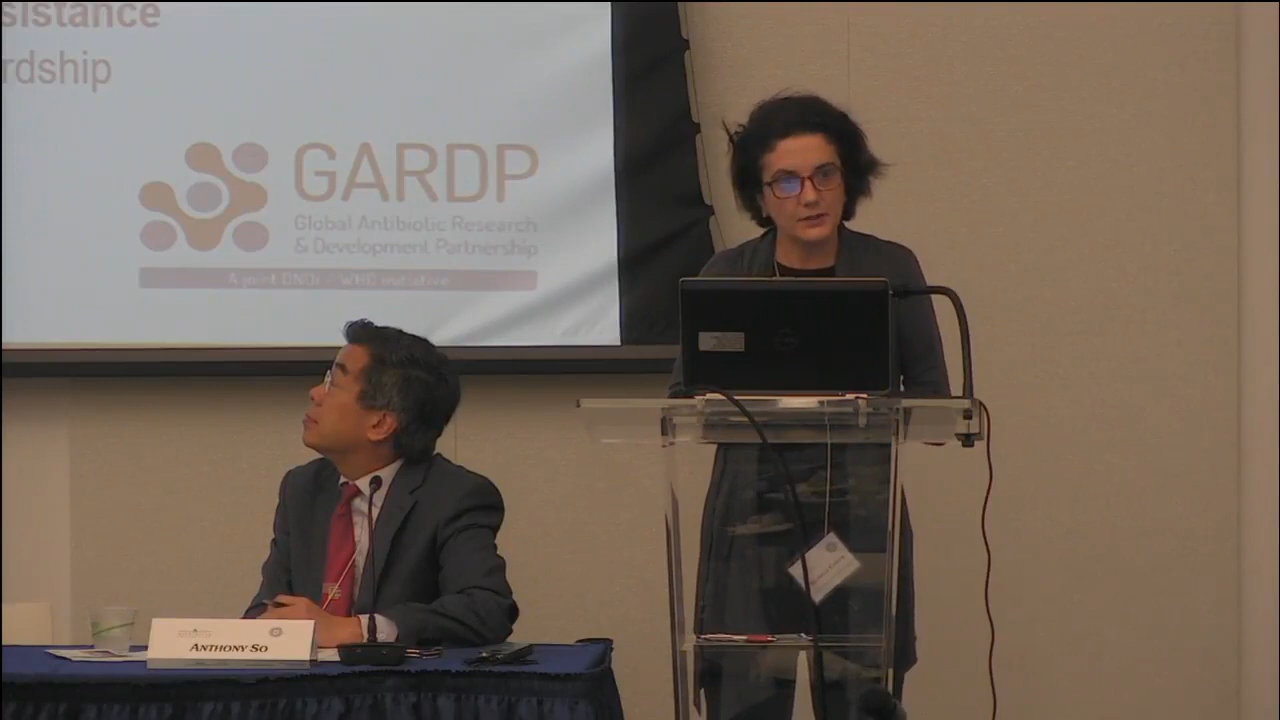 sistance
rdship
GARDP
Global Antibiotic Research
& Development Partnership
A joint DNDi / WHO initiative
ANTHONY SO